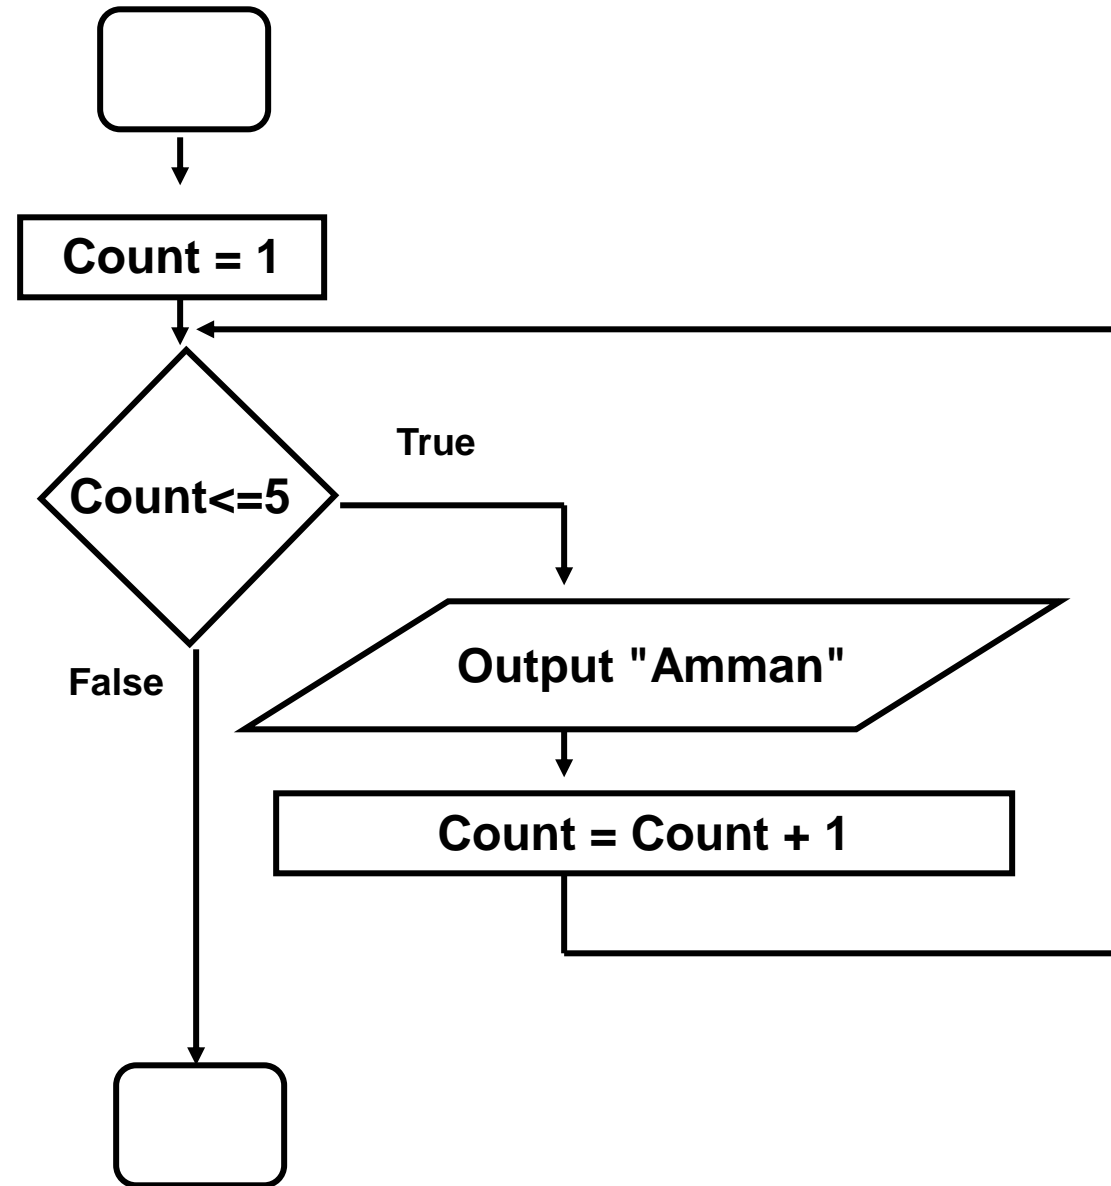 Count = 1
True
Count<=5
Output "Amman"
False
Count = Count + 1